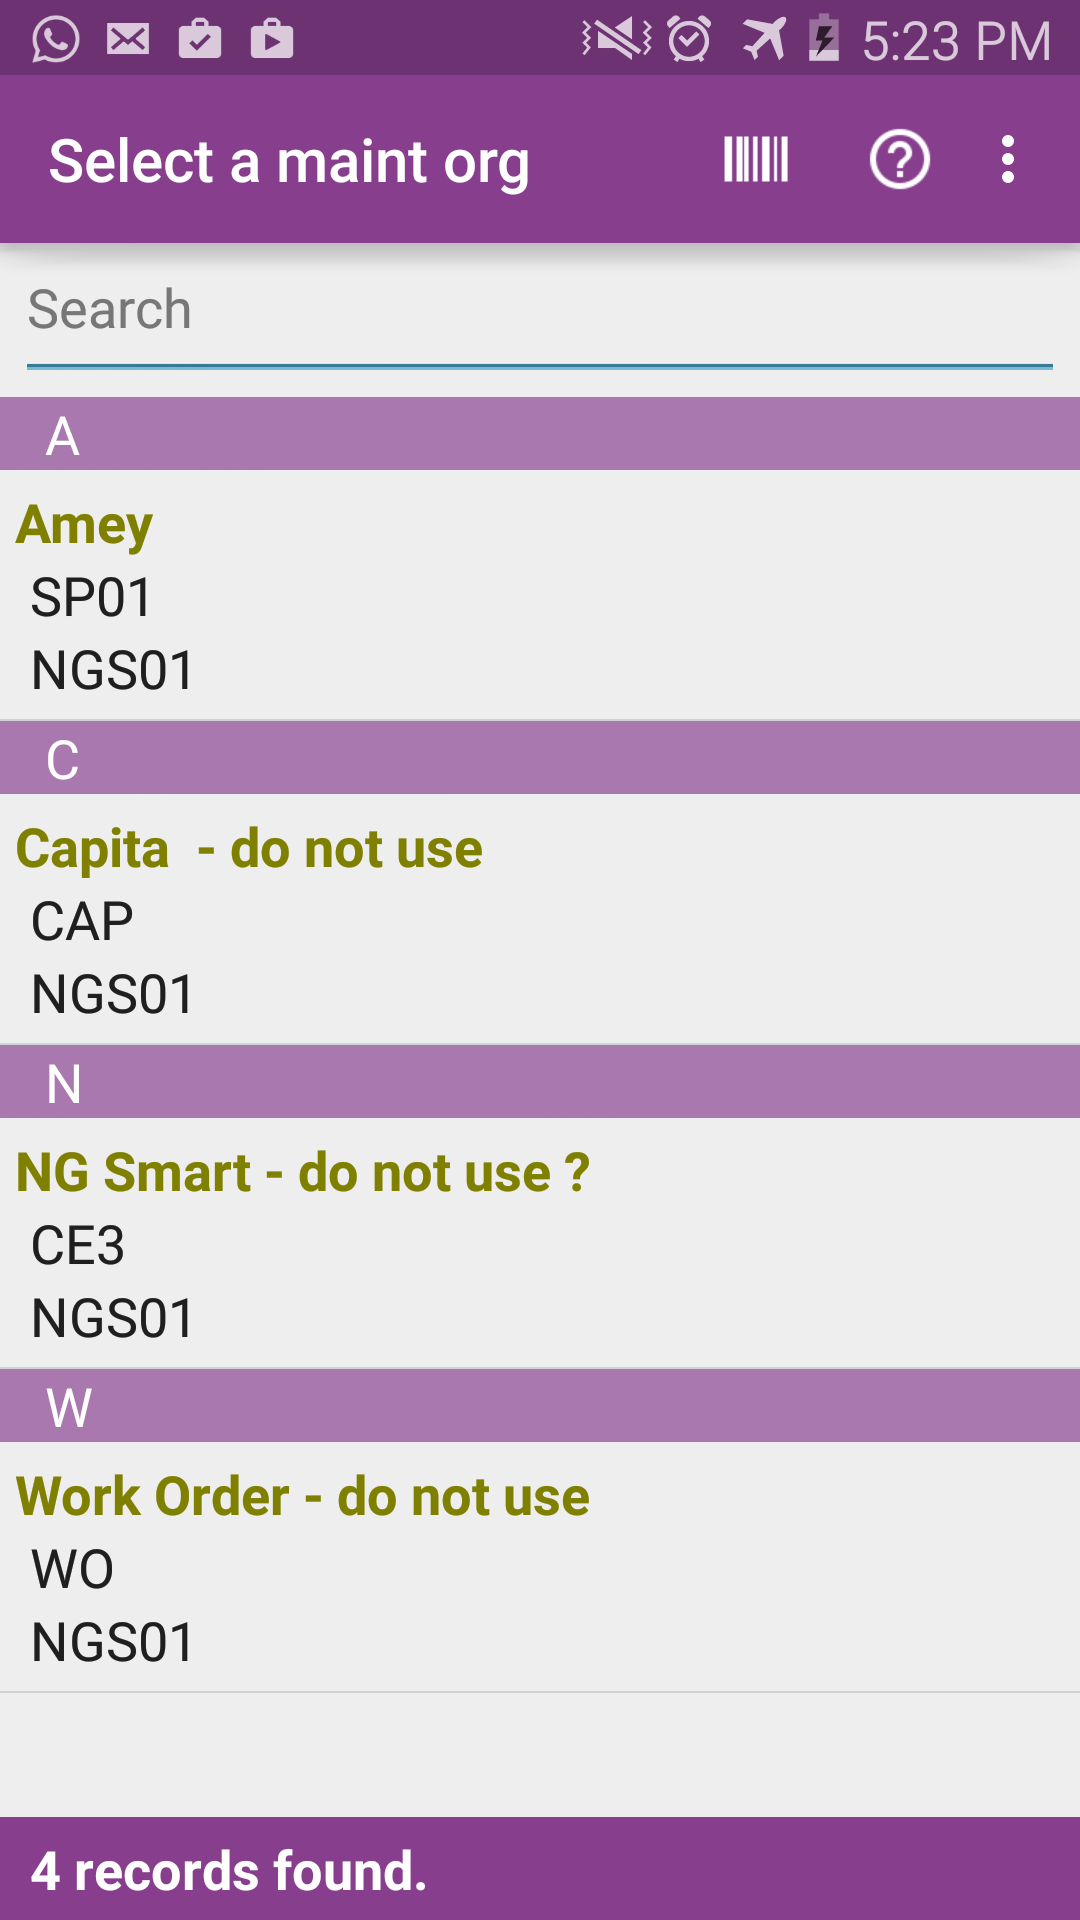 5:23 PM
Select a maint org
Search
A
Amey
SP01
NGS01
C
Capita  - do not use
CAP
NGS01
N
NG Smart - do not use ?
CE3
NGS01
W
Work Order - do not use
WO
NGS01
4 records found.